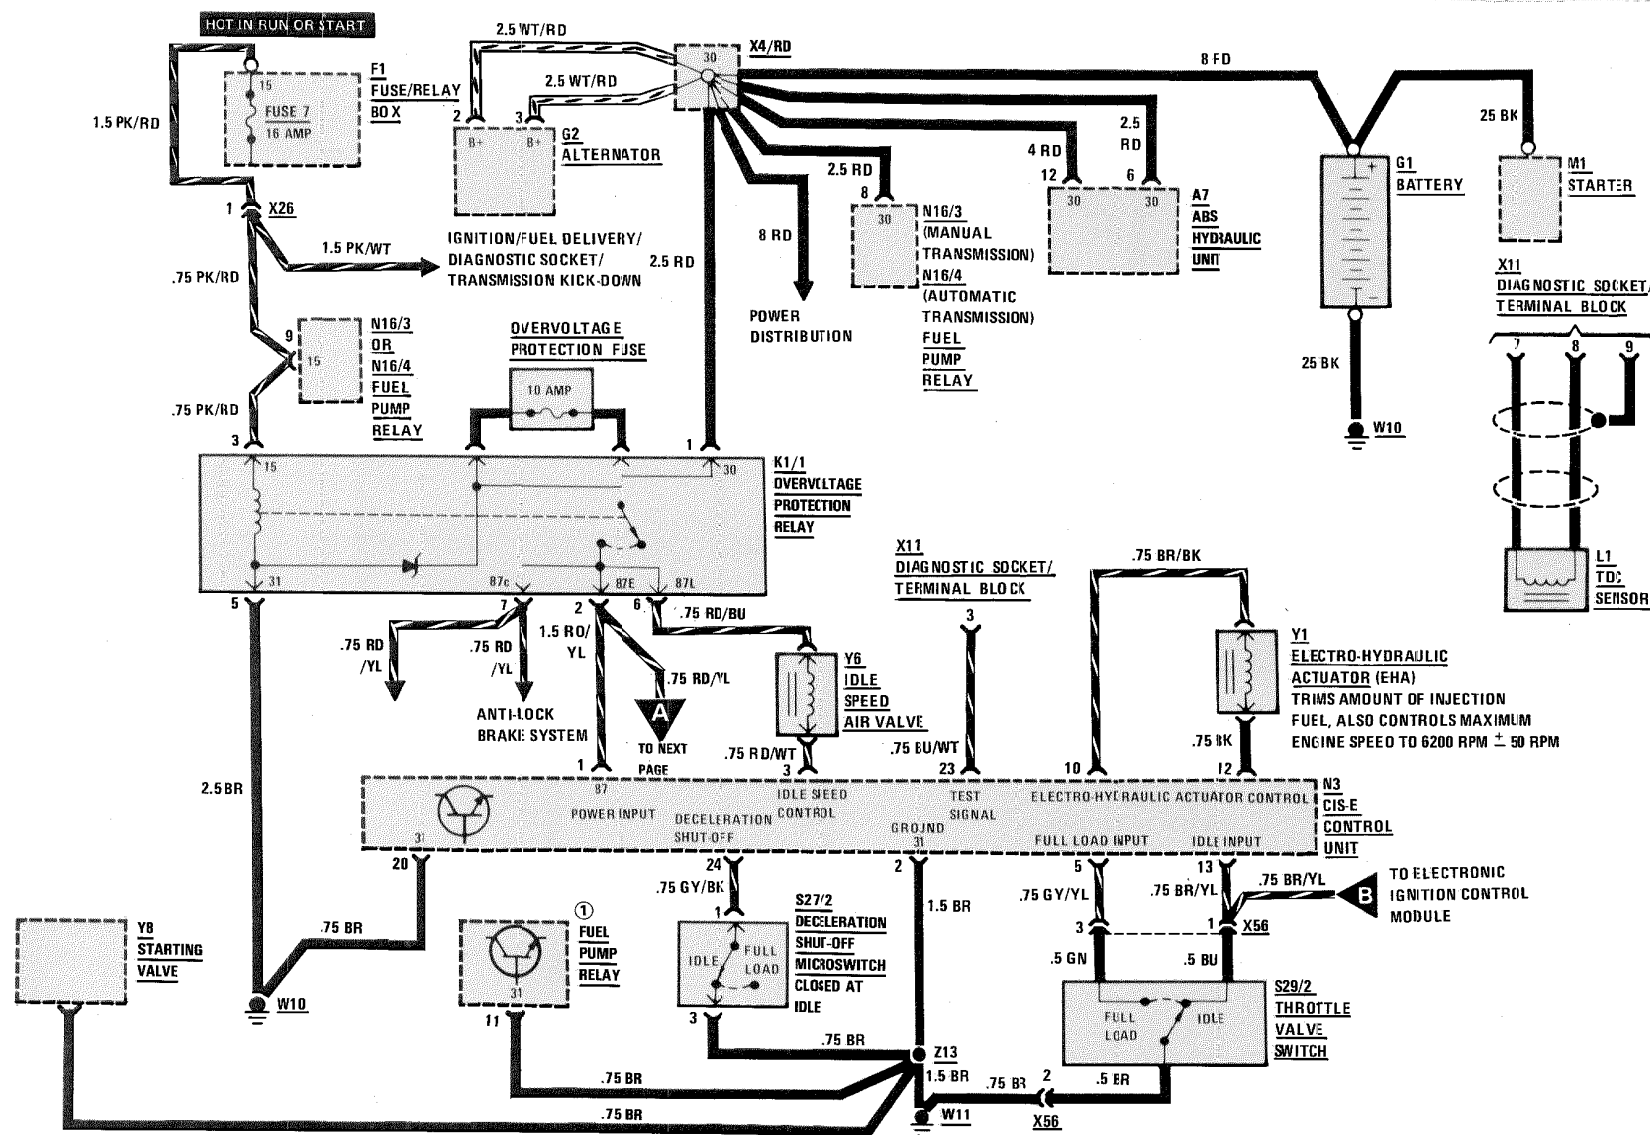 HOT IN RUN OR START
1.5 PK/RD
15
FUSE 7
16 AMP
F1
FUSE/RELAY
BOX
2.5 WT/RD
2.5 WT/RD
2
3
B+
B+
G2
ALTERNATOR
30
X4/RD
8 RD
2.5 RD
8
30
N16/3
(MANUAL
TRANSMISSION)
N16/4
(AUTOMATIC
TRANSMISSION)
FUEL
PUMP
RELAY
4 RD
12
2.5
RD
6
30
30
A7
ABS
HYDRAULIC
UNIT
8 RD
POWER
DISTRIBUTION
G1
BATTERY
+
-
25 BK
M1
STARTER
25 BK
W10
X11
DIAGNOSTIC SOCKET/
TERMINAL BLOCK
7
8
9
L1
TDC
SENSOR
1
X26
1.5 PK/WT
IGNITION/FUEL DELIVERY/
DIAGNOSTIC SOCKET/
TRANSMISSION KICK-DOWN
.75 PK/RD
9
15
N16/3
OR
N16/4
FUEL
PUMP
RELAY
.75 PK/RD
3
OVERVOLTAGE
PROTECTION FUSE
10 AMP
2.5 RD
1
15
30
31
87c
87E
87L
K1/1
OVERVOLTAGE
PROTECTION
RELAY
5
7
2
6
.75 RD
/YL
.75 RD
/YL
ANTI-LOCK
BRAKE SYSTEM
1.5 RD/
YL
.75 RD/YL
A
TO NEXT
PAGE
.75 RD/BU
Y6
IDLE
SPEED
AIR VALVE
.75 RD/WT
X11
DIAGNOSTIC SOCKET/
TERMINAL BLOCK
3
.75 BU/WT
.75 BR/BK
Y1
ELECTRO-HYDRAULIC
ACTUATOR (EHA)
TRIMS AMOUNT OF INJECTION
FUEL, ALSO CONTROLS MAXIMUM
ENGINE SPEED TO 6200 RPM ± 50 RPM
.75 BK
1
3
23
10
12
2.5 BR
31
87
POWER INPUT
DECELERATION
SHUT-OFF
IDLE SPEED
CONTROL
GROUND
31
TEST
SIGNAL
ELECTRO-HYDRAULIC ACTUATOR CONTROL
FULL LOAD INPUT
IDLE INPUT
N3
CIS-E
CONTROL
UNIT
20
24
2
5
13
.75 BR
W10
Y8
STARTING
VALVE
1
FUEL
PUMP
RELAY
31
11
.75 GY/BK
1
IDLE
FULL
LOAD
3
S27/2
DECELERATION
SHUT-OFF
MICROSWITCH
CLOSED AT
IDLE
1.5 BR
.75 GY/YL
.75 BR/YL
.75 BR/YL
B
TO ELECTRONIC
IGNITION CONTROL
MODULE
3
1
X56
.5 GN
.5 BU
FULL
LOAD
IDLE
S29/2
THROTTLE
VALVE
SWITCH
.75 BR
Z13
.75 BR
1.5 BR
.75 BR
2
X56
.5 BR
.75 BR
W11